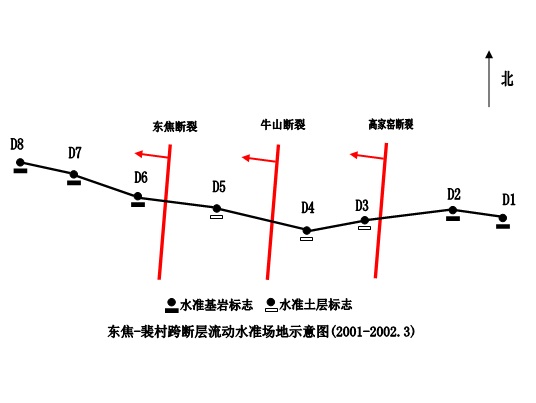 北
东焦断裂
牛山断裂
高家窑断裂
D8
D7
D6
D5
D4
D3
D2
D1
水准基岩标志
水准土层标志
东焦-裴村跨断层流动水准场地示意图(2001-2002.3)